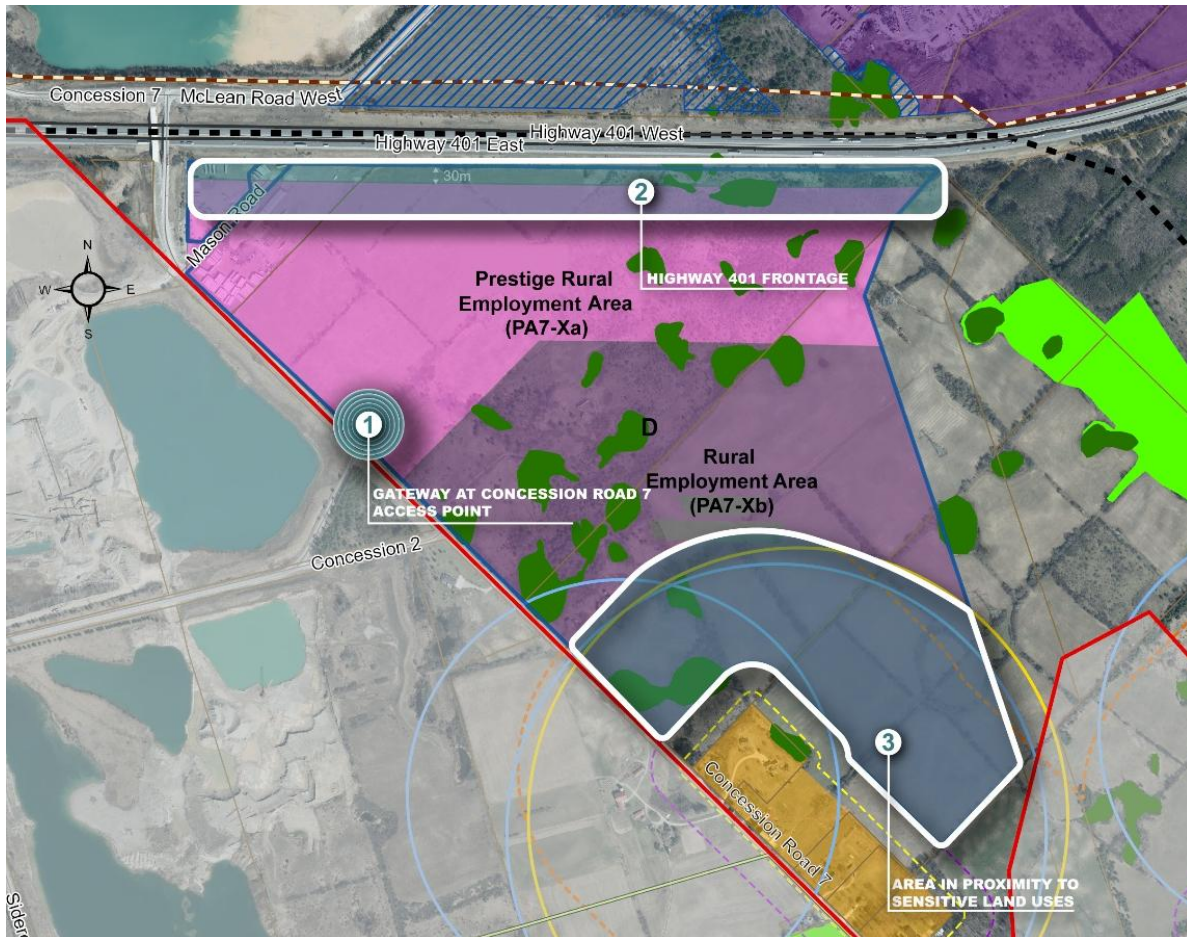 Concession 7
McLean Road West
Highway 401 West
Highway 401 East
30m
Mason Road
2
HIGHWAY 401 FRONTAGE
N
W
E
S
Prestige Rural
Employment Area
(PA7-Xa)
1
D
GATEWAY AT CONCESSION ROAD 7
ACCESS POINT
Rural
Employment Area
(PA7-Xb)
Concession 2
3
Concession Road 7
AREA IN PROXIMITY TO
SENSITIVE LAND USES